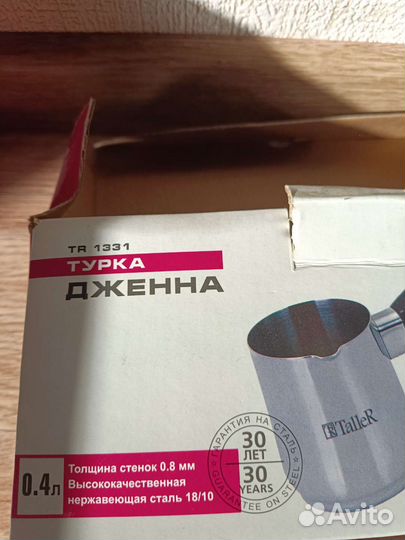 TR 1331
ТУРКА
ДЖЕННА
TalleR
ГАРАНТИЯ НА СТАЛЬ
30
ЛЕТ
30
YEARS
GUARANTEE ON STEEL
0.4л
Толщина стенок 0.8 мм
Высококачественная
нержавеющая сталь 18/10
Avito